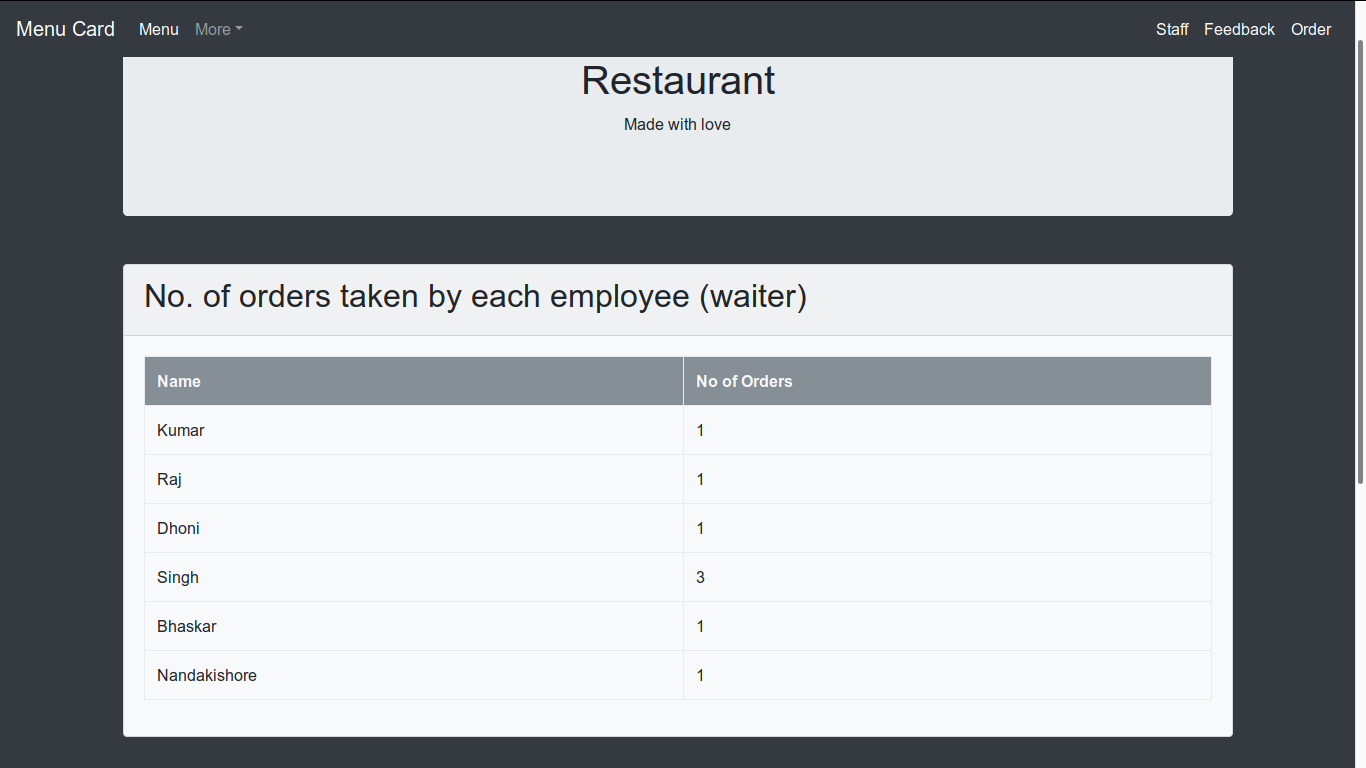 Menu Card Menu More Staff Feedback Order
Restaurant
Made with love
No. of orders taken by each employee (waiter)
Name No of Orders
Kumar 1
Raj 1
Dhoni 1
Singh 3
Bhaskar 1
Nandakishore 1